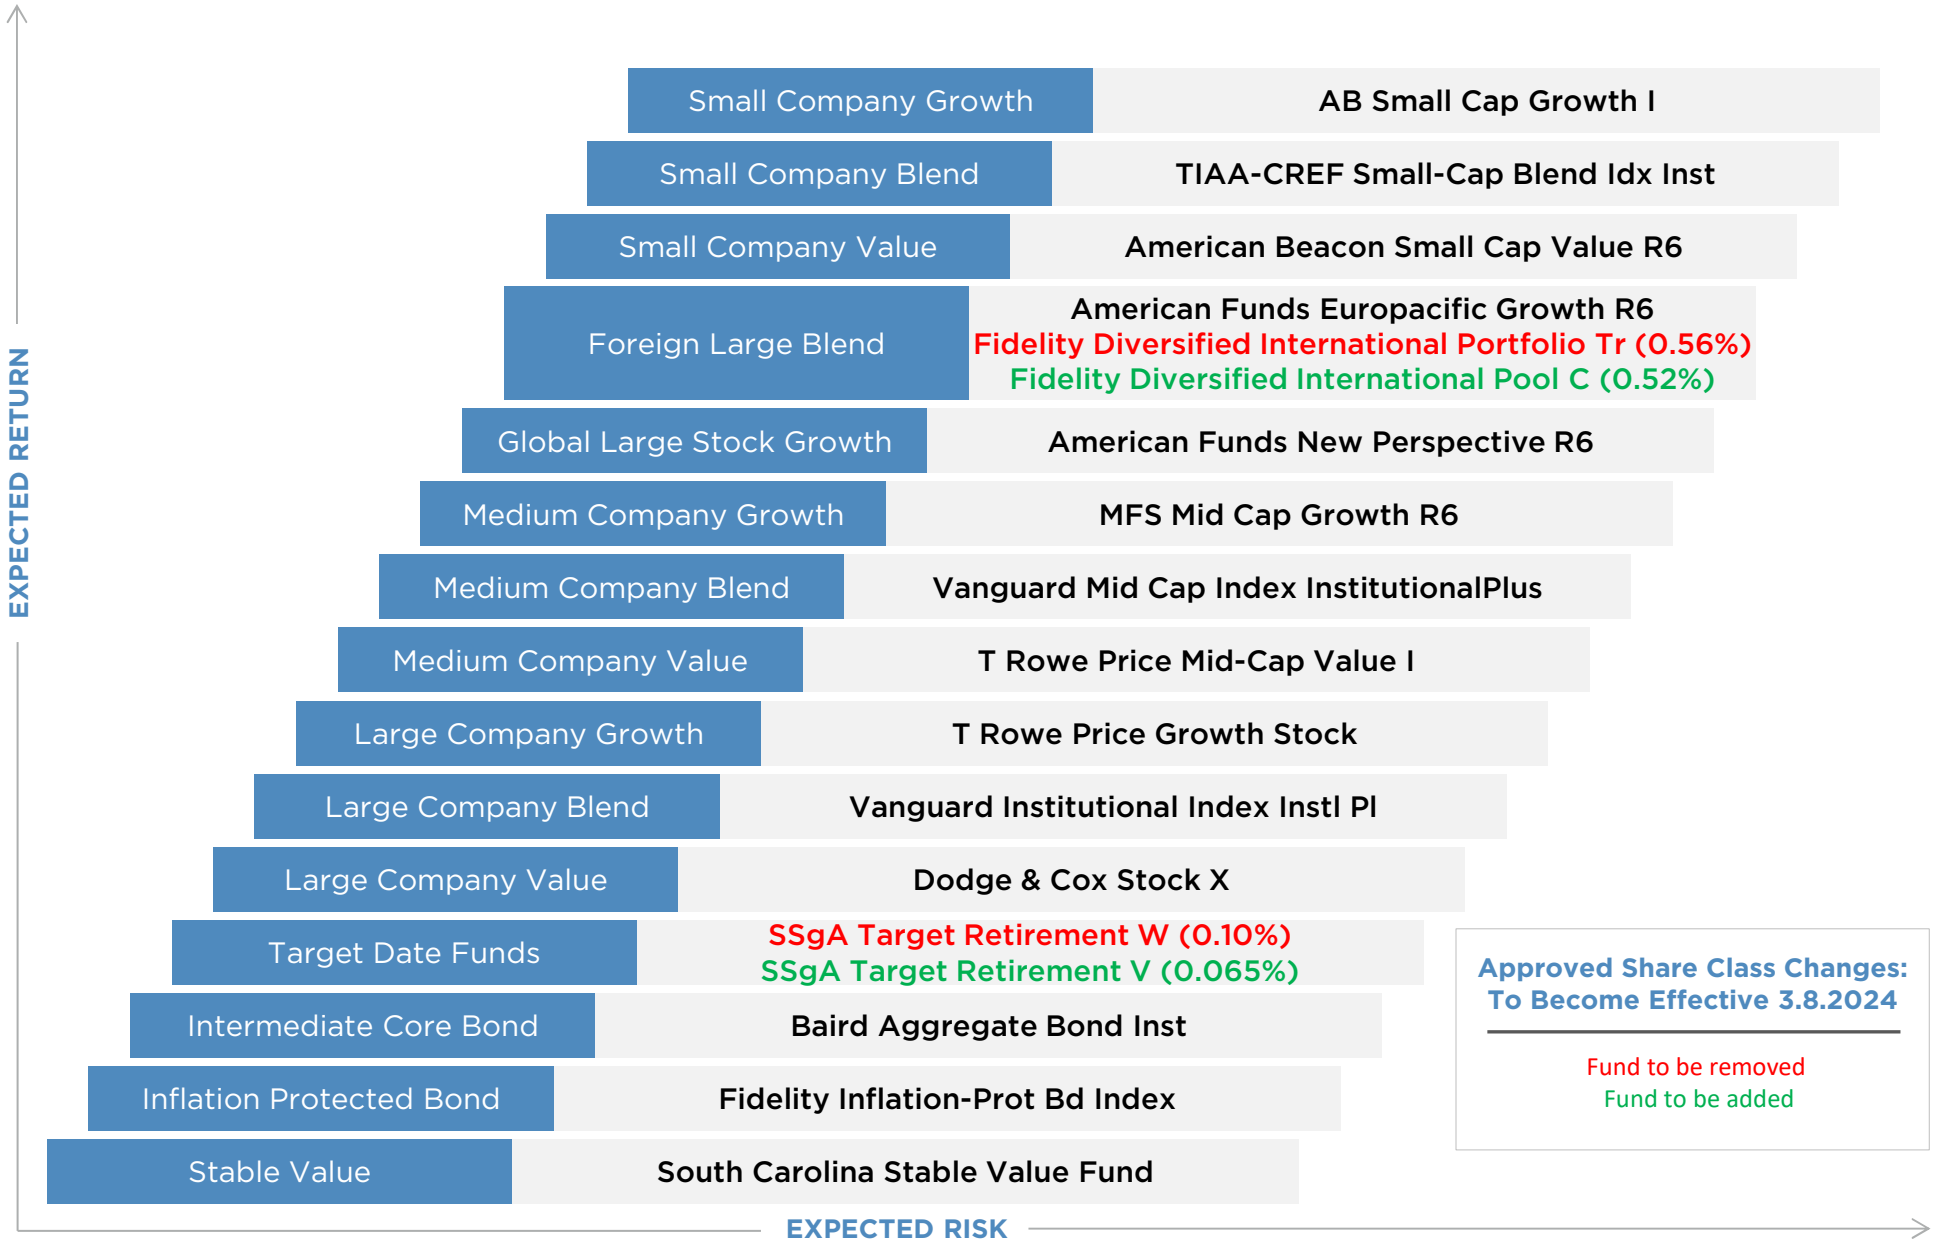 Small Company Growth
AB Small Cap Growth I
Small Company Blend
TIAA-CREF Small-Cap Blend Idx Inst
Small Company Value
American Beacon Small Cap Value R6
Foreign Large Blend
American Funds Europacific Growth R6
Fidelity Diversified International Portfolio Tr (0.56%)
Fidelity Diversified International Pool C (0.52%)
Global Large Stock Growth
American Funds New Perspective R6
Medium Company Growth
MFS Mid Cap Growth R6
Medium Company Blend
Vanguard Mid Cap Index InstitutionalPlus
Medium Company Value
T Rowe Price Mid-Cap Value I
Large Company Growth
T Rowe Price Growth Stock
Large Company Blend
Vanguard Institutional Index Instl Pl
Large Company Value
Dodge & Cox Stock X
Target Date Funds
SSgA Target Retirement W (0.10%)
SSgA Target Retirement V (0.065%)
Intermediate Core Bond
Baird Aggregate Bond Inst
Inflation Protected Bond
Fidelity Inflation-Prot Bd Index
Stable Value
South Carolina Stable Value Fund
EXPECTED RETURN
EXPECTED RISK
Approved Share Class Changes:
To Become Effective 3.8.2024
Fund to be removed
Fund to be added